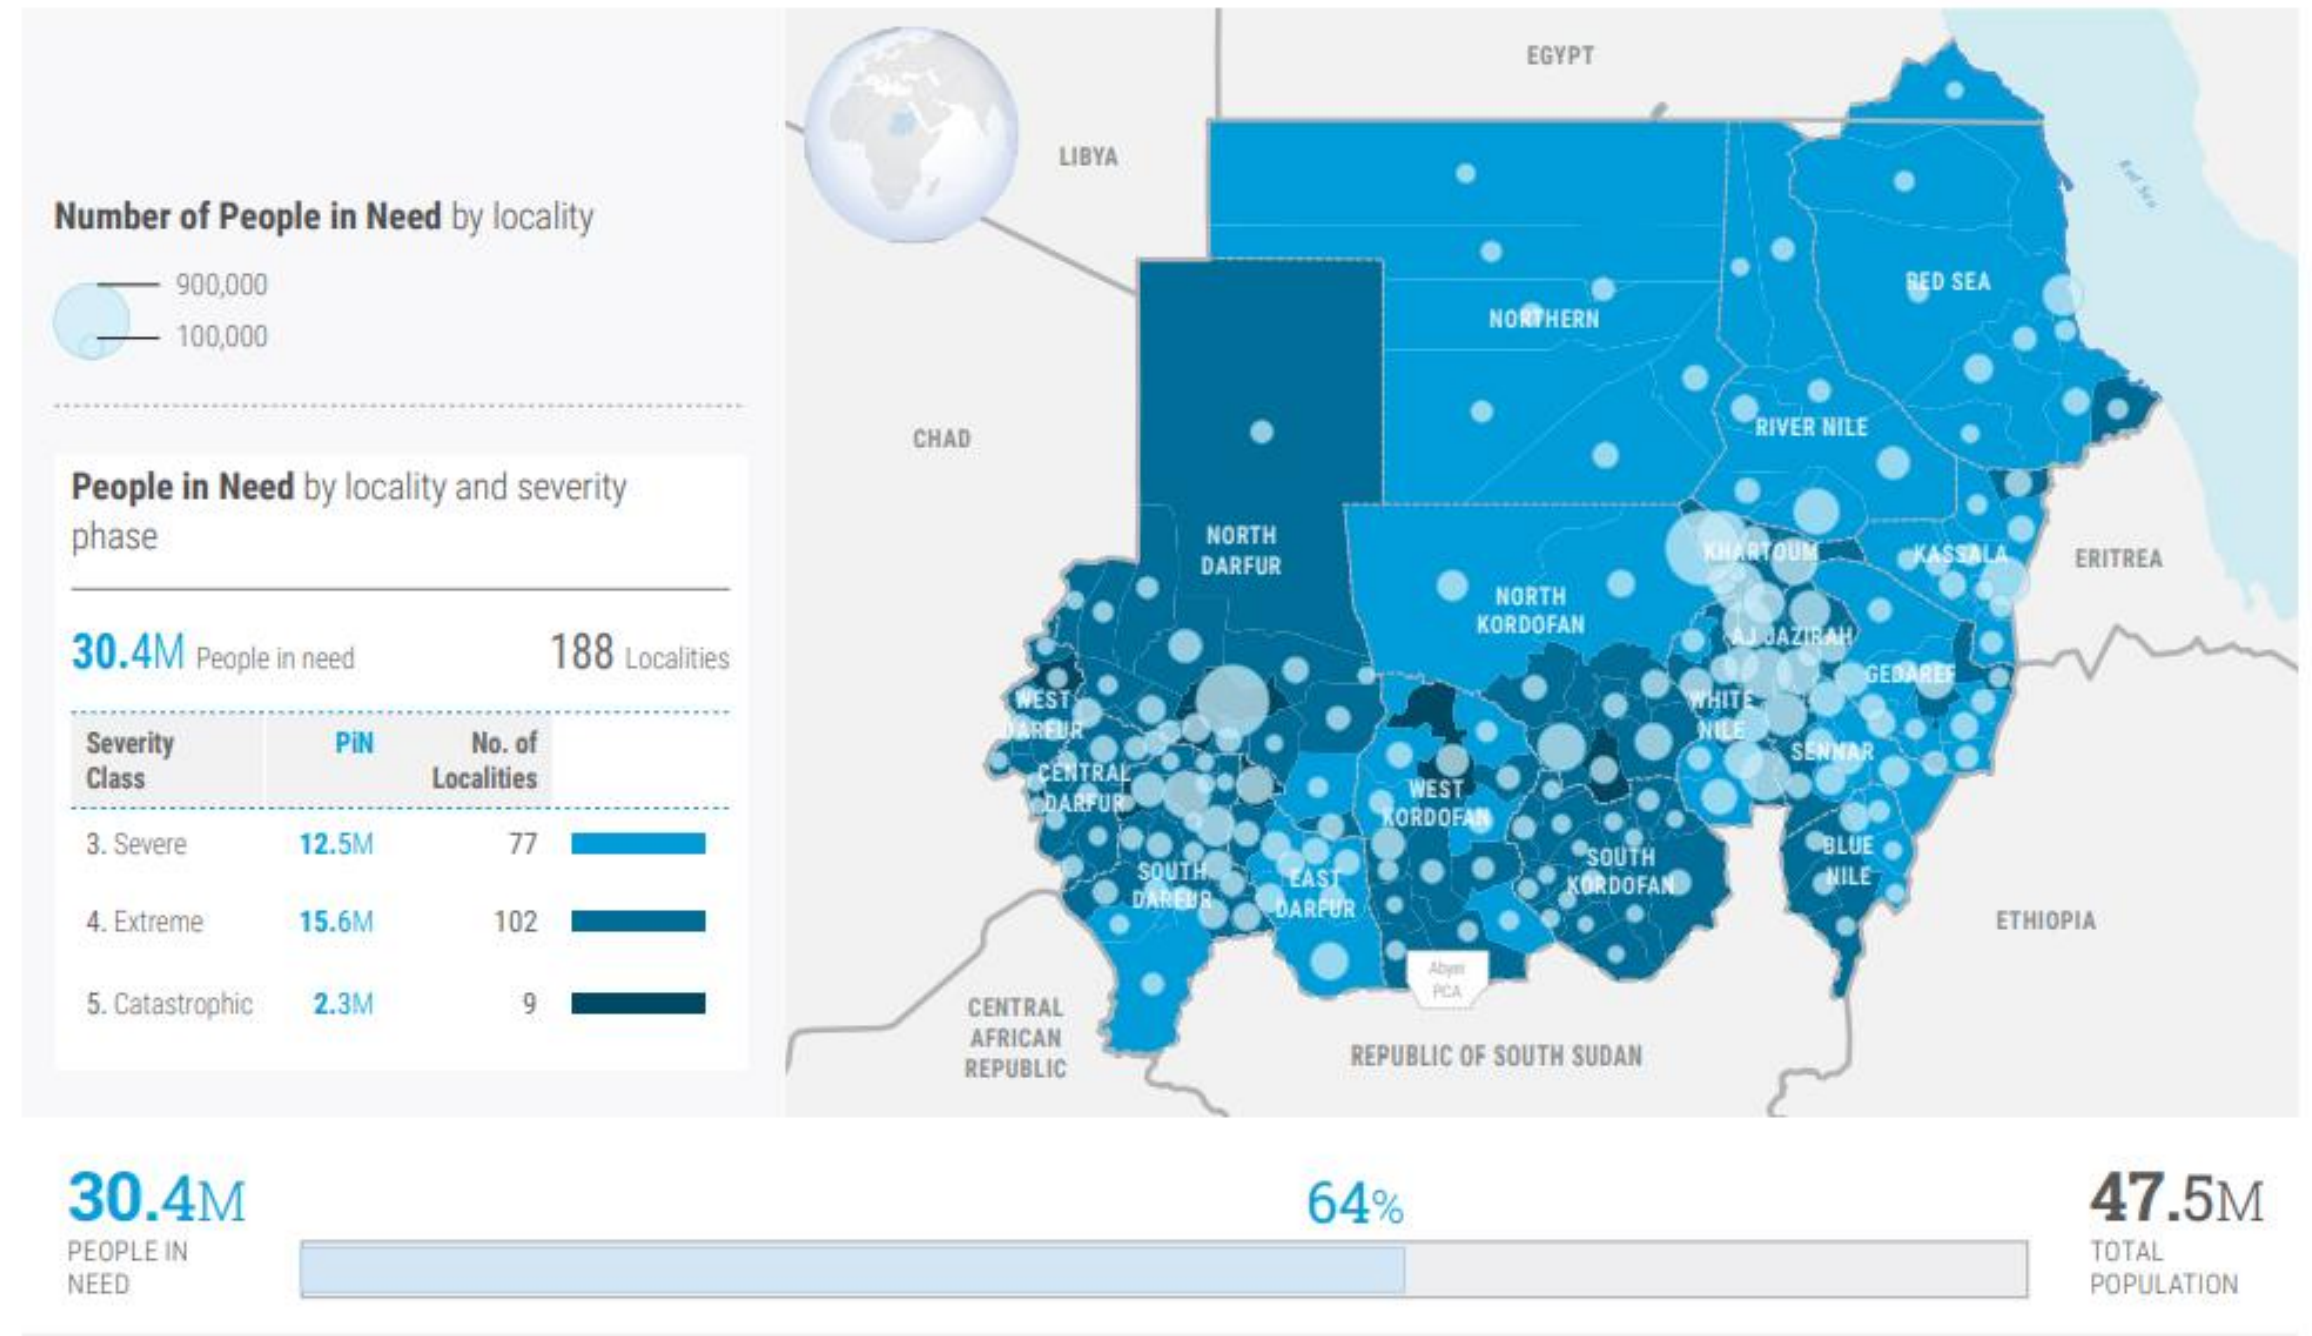 Number of People in Need by locality
900,000
100,000
People in Need by locality and severity
phase
30.4M People in need
188 Localities
Severity
Class
PiN
No. of
Localities
3. Severe 12.5M 77
4. Extreme 15.6M 102
5. Catastrophic 2.3M 9
EGYPT
LIBYA
Red Sea
RED SEA
NORTHERN
CHAD
RIVER NILE
NORTH
DARFUR
KHARTOUM
KASSALA
ERITREA
NORTH
KORDOFAN
AJ JAZIRAH
GEDAREF
WEST
DARFUR
WHITE
NILE
SENNAR
CENTRAL
DARFUR
WEST
KORDOFAN
SOUTH
DARFUR
EAST
DARFUR
SOUTH
KORDOFAN
BLUE
NILE
ETHIOPIA
Abyei
PCA
CENTRAL
AFRICAN
REPUBLIC
REPUBLIC OF SOUTH SUDAN
30.4M
PEOPLE IN
NEED
64%
47.5M
TOTAL
POPULATION